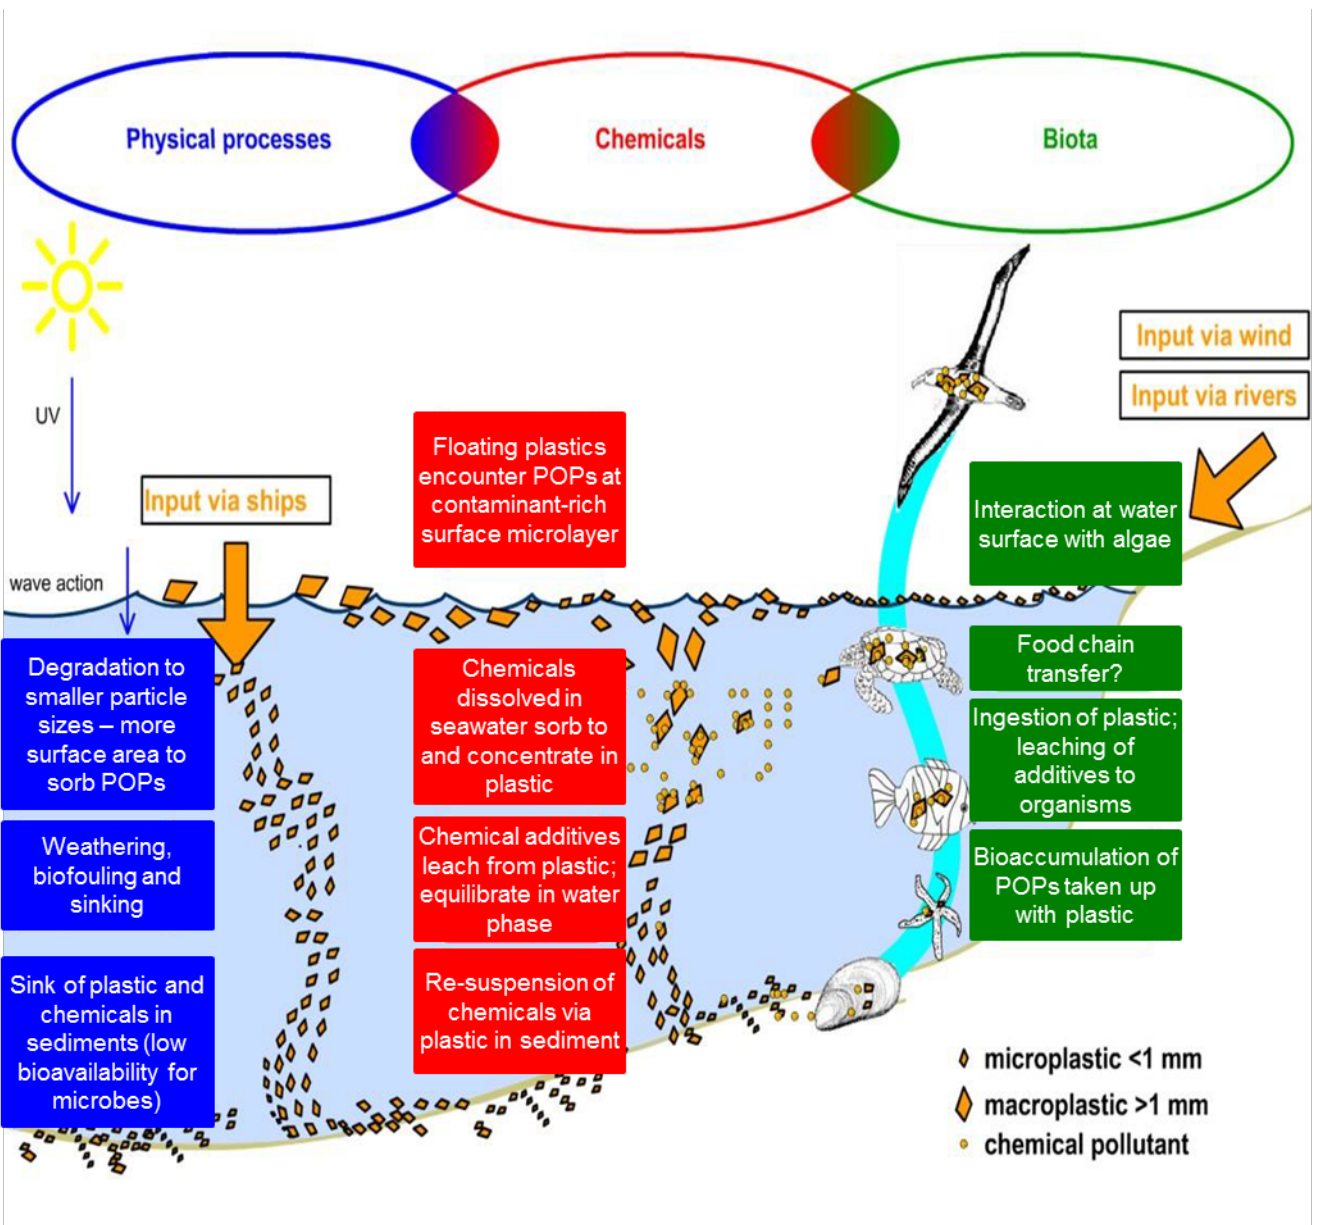 Physical processes
Chemicals
Biota
UV
wave action
Input via ships
Input via wind
Input via rivers
Degradation to
smaller particle
sizes – more
surface area to
sorb POPs
Weathering,
biofouling and
sinking
Sink of plastic and
chemicals in
sediments (low
bioavailability for
microbes)
Floating plastics
encounter POPs at
contaminant-rich
surface microlayer
Chemicals
dissolved in
seawater sorb to
and concentrate in
plastic
Chemical additives
leach from plastic;
equilibrate in water
phase
Re-suspension of
chemicals via
plastic in sediment
Interaction at water
surface with algae
Food chain
transfer?
Ingestion of plastic;
leaching of
additives to
organisms
Bioaccumulation of
POPs taken up
with plastic
microplastic <1 mm
macroplastic >1 mm
chemical pollutant